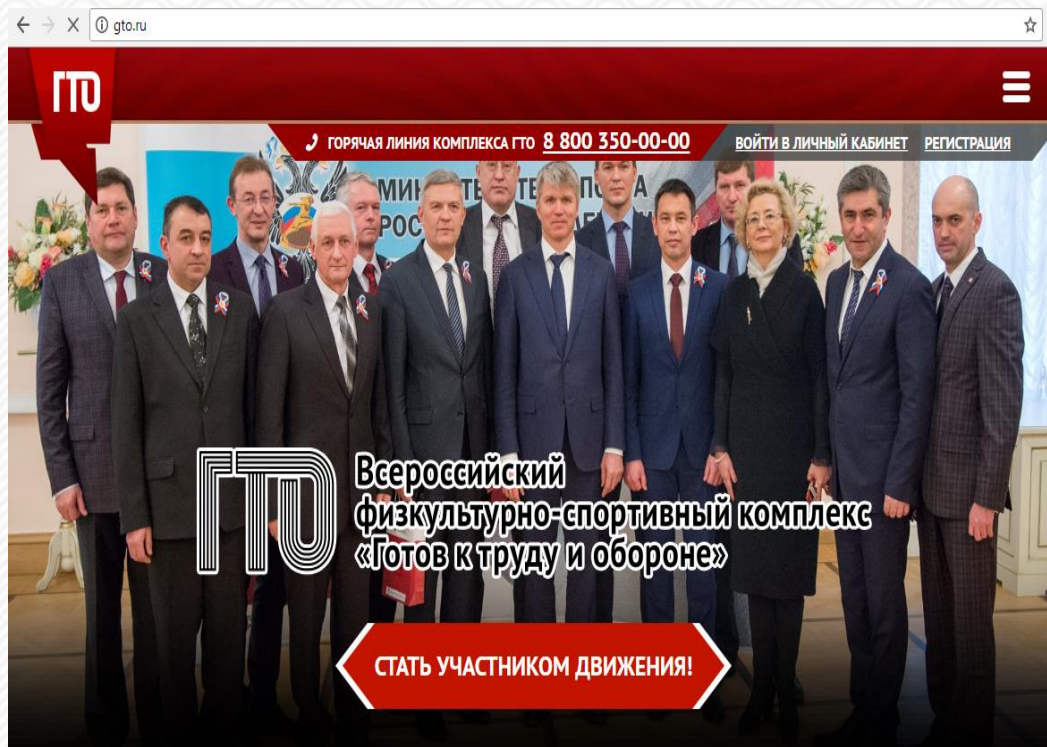 gto.ru
ГТО
ГОРЯЧАЯ ЛИНИЯ КОМПЛЕКСА ГТО 8 800 350-00-00 ВОЙТИ В ЛИЧНЫЙ КАБИНЕТ РЕГИСТРАЦИЯ
ГТО
Всероссийский
физкультурно-спортивный комплекс
«Готов к труду и обороне»
СТАТЬ УЧАСТНИКОМ ДВИЖЕНИЯ!